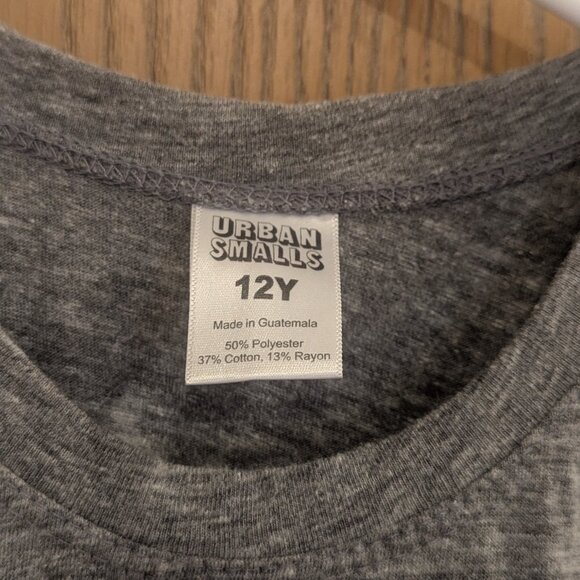 URBAN
SMALLS
12Y
Made in Guatemala
50% Polyester
37% Cotton, 13% Rayon